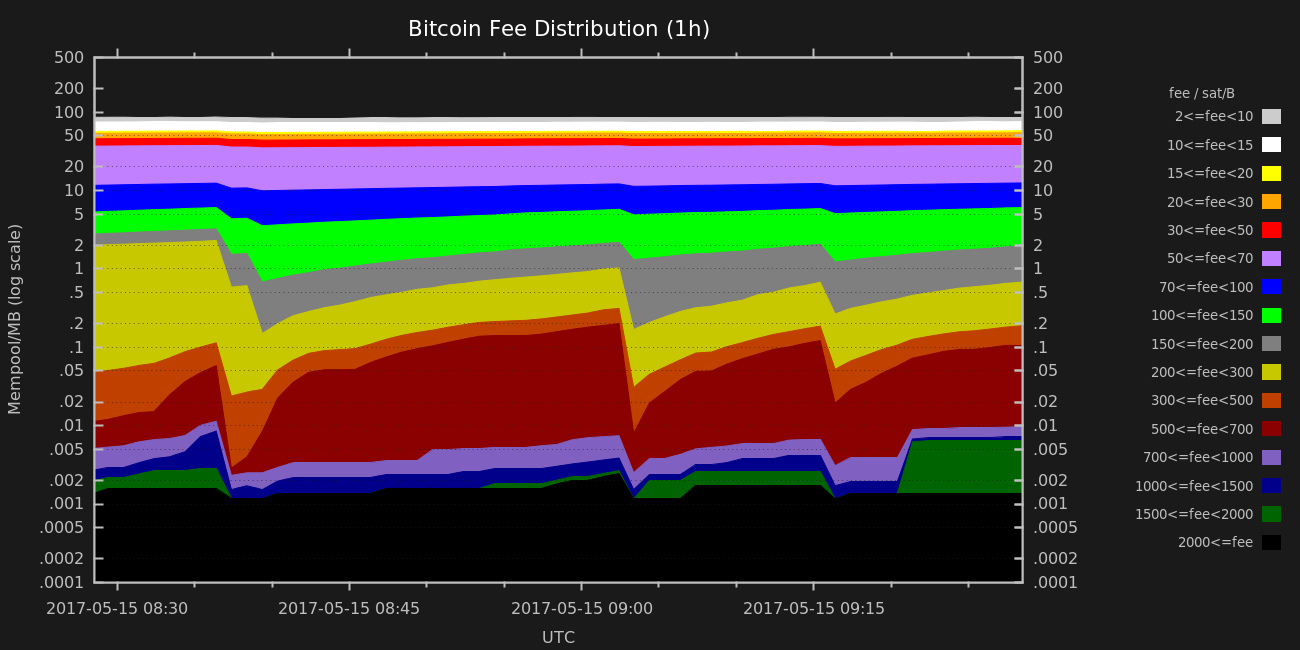 Bitcoin Fee Distribution (1h)
500
200
100
50
20
10
5
2
1
.5
.2
.1
.05
.02
.01
.005
.002
.001
.0005
.0002
.0001
Mempool/MB (log scale)
500
200
100
50
20
10
5
2
1
.5
.2
.1
.05
.02
.01
.005
.002
.001
.0005
.0002
.0001
2017-05-15 08:30
2017-05-15 08:45
2017-05-15 09:00
2017-05-15 09:15
UTC
fee / sat/B
2<=fee<10
10<=fee<15
15<=fee<20
20<=fee<30
30<=fee<50
50<=fee<70
70<=fee<100
100<=fee<150
150<=fee<200
200<=fee<300
300<=fee<500
500<=fee<700
700<=fee<1000
1000<=fee<1500
1500<=fee<2000
2000<=fee